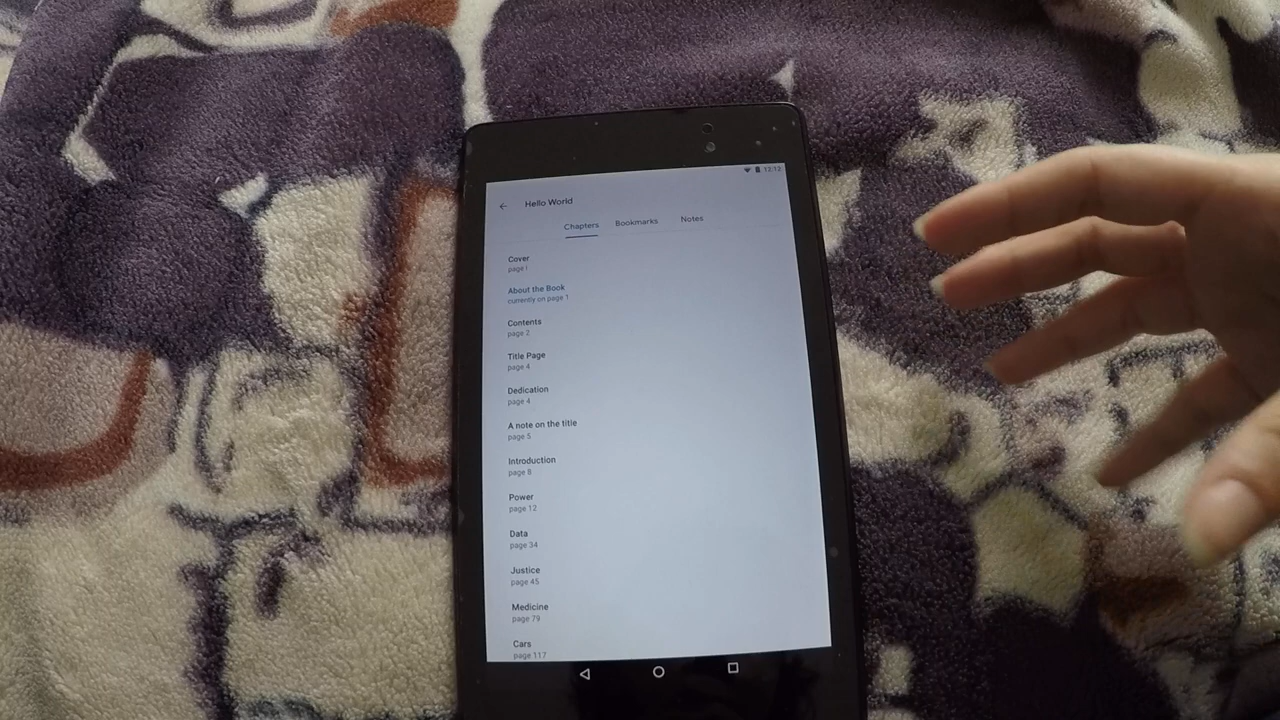 12:12
Hello World
Chapters Bookmarks Notes
Cover
page i
About the Book
currently on page 1
Contents
page 2
Title Page
page 4
Dedication
page 4
A note on the title
page 5
Introduction
page 8
Power
page 12
Data
page 34
Justice
page 45
Medicine
page 79
Cars
page 117